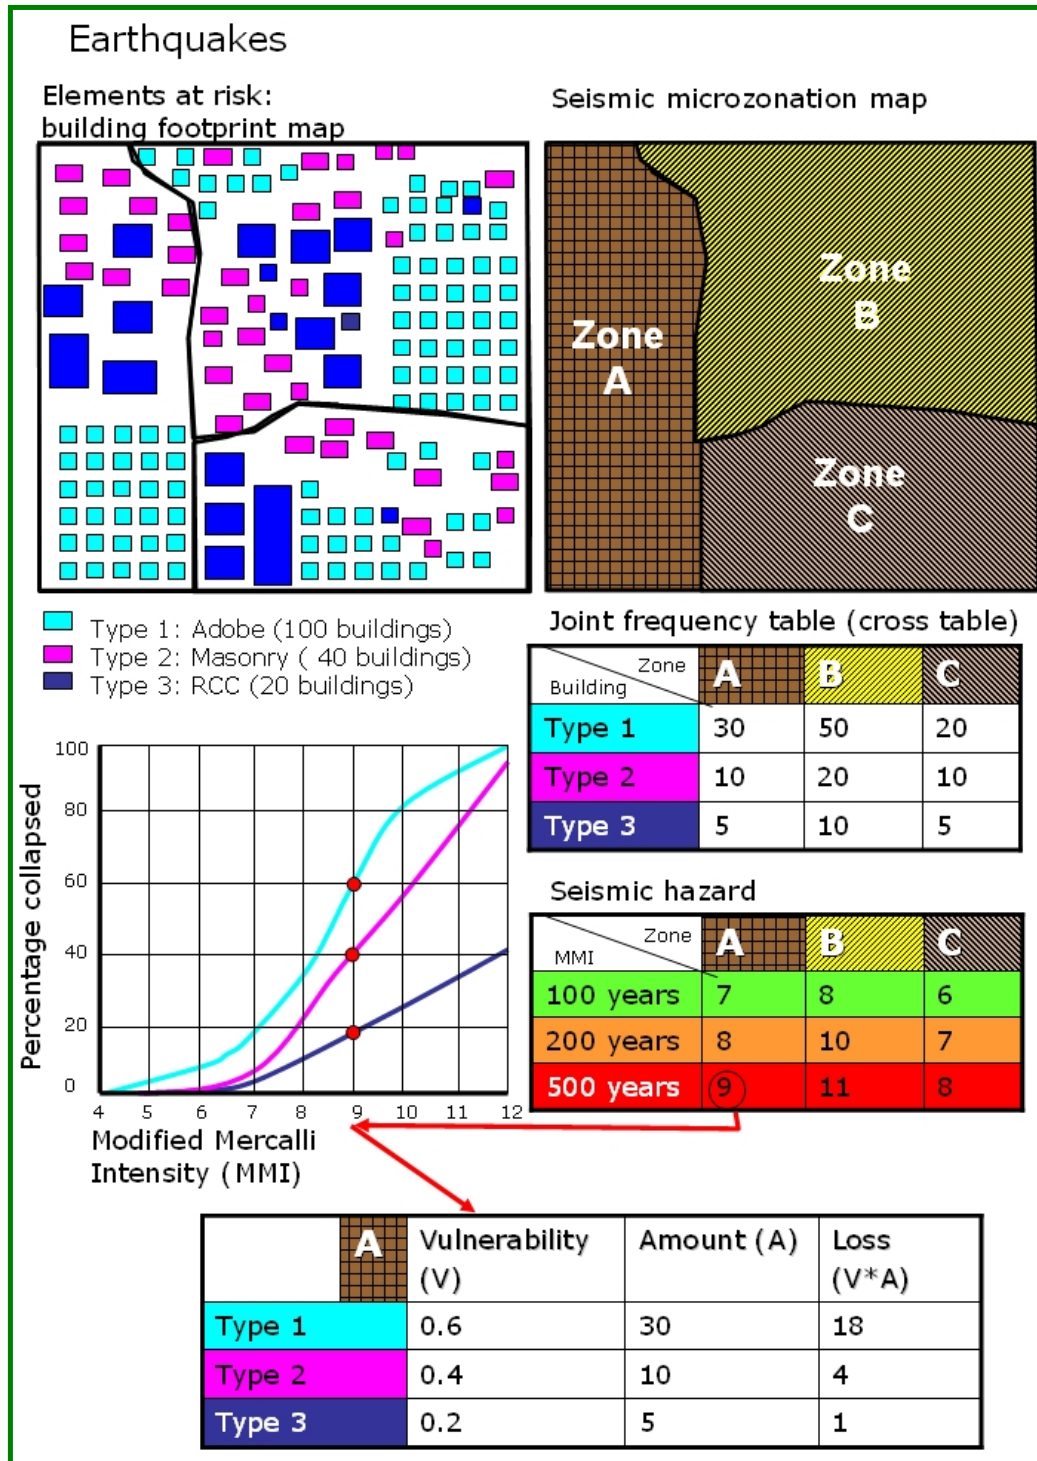 Earthquakes
Elements at risk:
building footprint map
Seismic microzonation map
Zone
A
Zone
B
Zone
C
Type 1: Adobe (100 buildings)
Type 2: Masonry ( 40 buildings)
Type 3: RCC (20 buildings)
Joint frequency table (cross table)
Zone
Building
A B C
Type 1 30 50 20
Type 2 10 20 10
Type 3 5 10 5
Percentage collapsed
100
80
60
40
20
0
4 5 6 7 8 9 10 11 12
Modified Mercalli
Intensity (MMI)
Seismic hazard
Zone
MMI
A B C
100 years 7 8 6
200 years 8 10 7
500 years 9 11 8
A Vulnerability (V) Amount (A) Loss (V*A)
Type 1 0.6 30 18
Type 2 0.4 10 4
Type 3 0.2 5 1